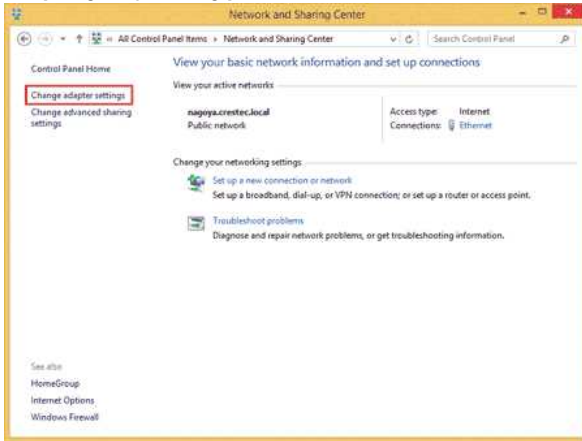 Network and Sharing Center
All Control Panel Items
Network and Sharing Center
Search Control Panel
Control Panel Home
Change adapter settings
Change advanced sharing
settings
View your basic network information and set up connections
View your active networks
nagoya.crestec.local
Public network
Access type: Internet
Connections: Ethernet
Change your networking settings
Set up a new connection or network
Set up a broadband, dial-up, or VPN connection; or set up a router or access point.
Troubleshoot problems
Diagnose and repair network problems, or get troubleshooting information.
See also
HomeGroup
Internet Options
Windows Firewall